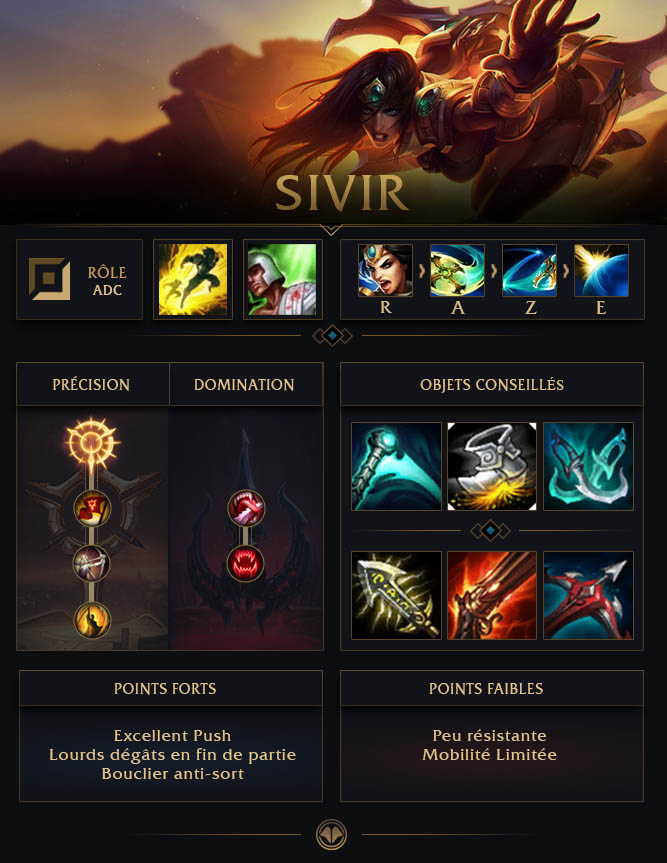 SIVIR
RÔLE
ADC
R
A
Z
E
PRÉCISION
DOMINATION
OBJETS CONSEILLÉS
POINTS FORTS
Excellent Push
Lourds dégâts en fin de partie
Bouclier anti-sort
POINTS FAIBLES
Peu résistante
Mobilité Limitée